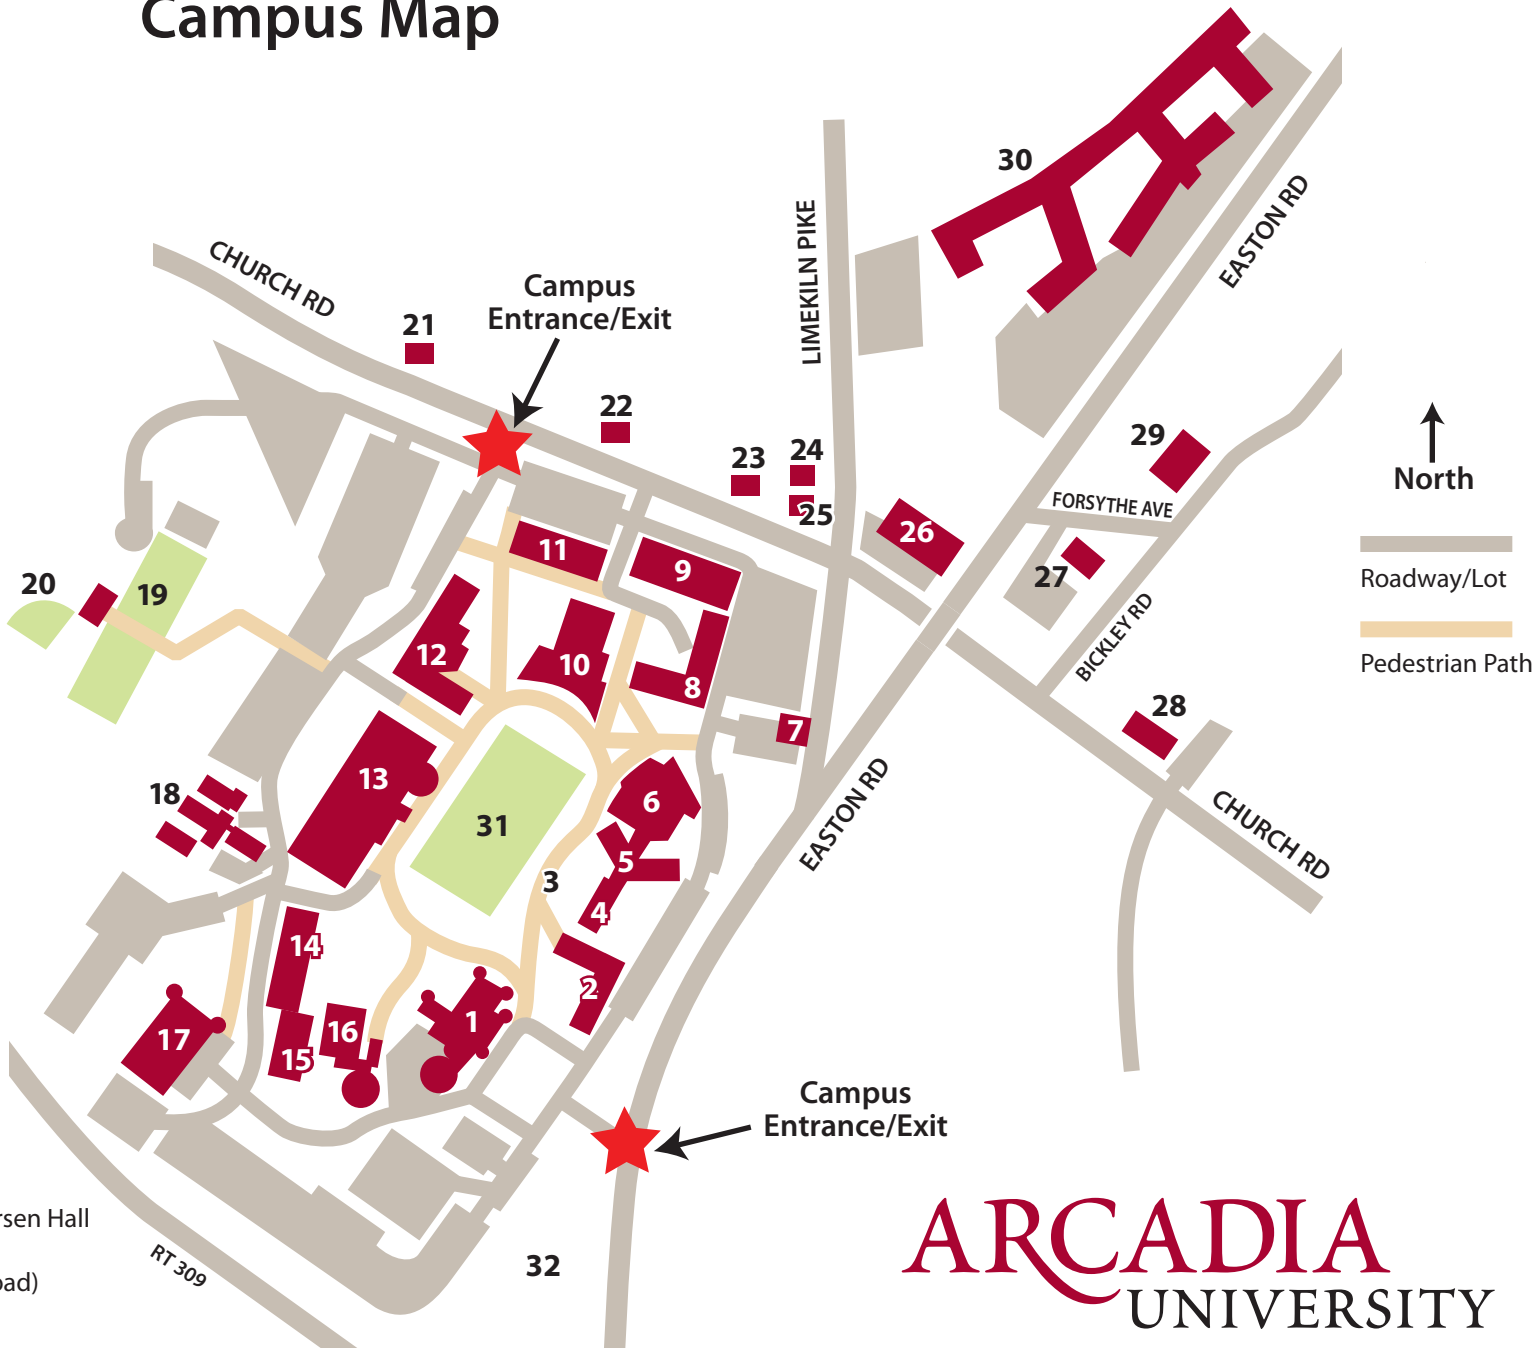 Campus Map
30
LIMEKILN PIKE
EASTON RD
CHURCH RD
Campus
Entrance/Exit
21
22
23
24
25
26
29
FORSYTHE AVE
27
BICKLEY RD
28
North
Roadway/Lot
Pedestrian Path
20
19
11
9
12
10
8
7
EASTON RD
CHURCH RD
18
13
31
6
5
3
4
14
2
1
17
16
15
Campus
Entrance/Exit
rsen Hall
oad)
RT 309
32
ARCADIA
UNIVERSITY